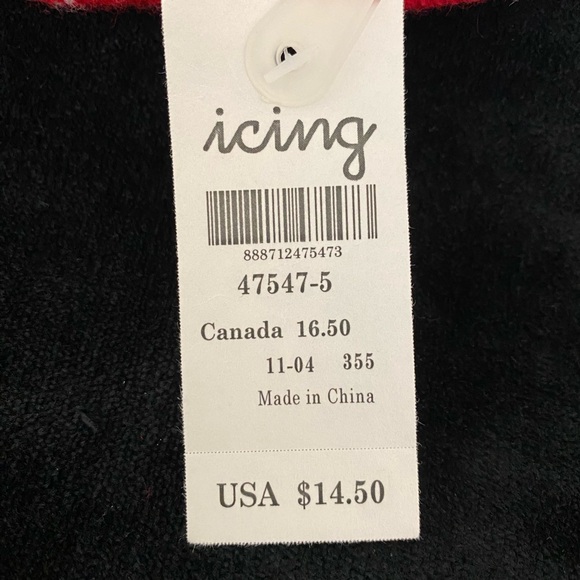 icing
888712475473
47547-5
Canada 16.50
11-04 355
Made in China
USA $14.50